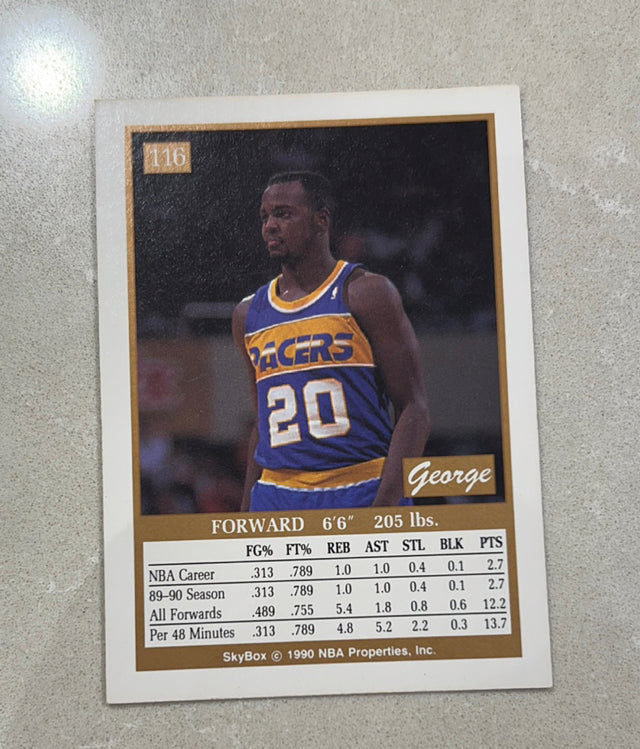 116
PACERS
20
George
FORWARD 6'6" 205 lbs.
FG% FT% REB AST STL BLK PTS
NBA Career .313 .789 1.0 1.0 0.4 0.1 2.7
89–90 Season .313 .789 1.0 1.0 0.4 0.1 2.7
All Forwards .489 .755 5.4 1.8 0.8 0.6 12.2
Per 48 Minutes .313 .789 4.8 5.2 2.2 0.3 13.7
SkyBox © 1990 NBA Properties, Inc.